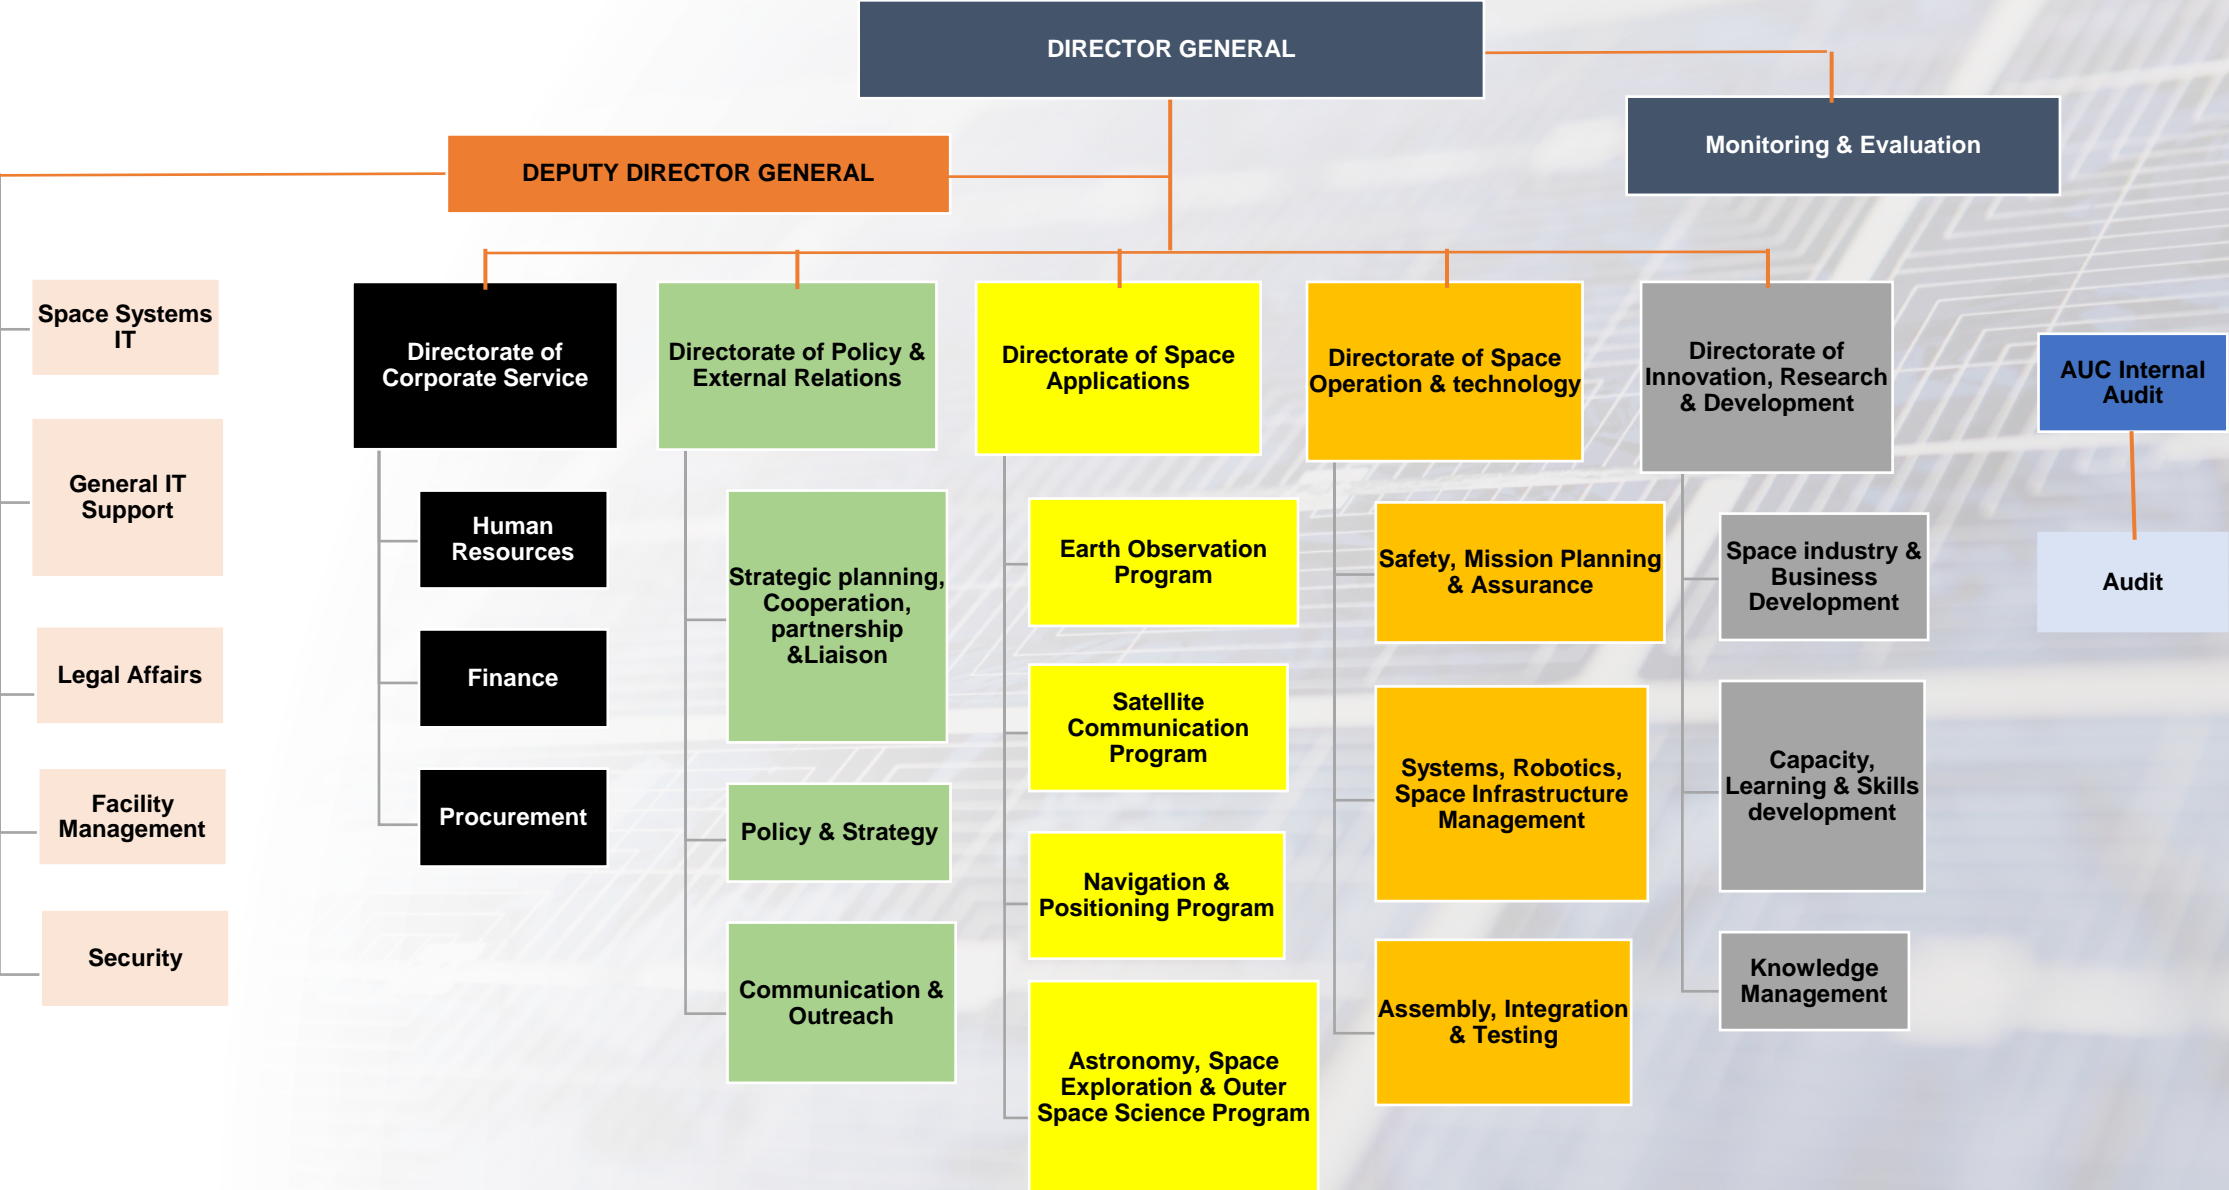 DIRECTOR GENERAL
Monitoring & Evaluation
DEPUTY DIRECTOR GENERAL
Space Systems
IT
General IT
Support
Legal Affairs
Facility
Management
Security
Directorate of
Corporate Service
Human
Resources
Finance
Procurement
Directorate of Policy &
External Relations
Strategic planning,
Cooperation,
partnership
&Liaison
Policy & Strategy
Communication &
Outreach
Directorate of Space
Applications
Earth Observation
Program
Satellite
Communication
Program
Navigation &
Positioning Program
Astronomy, Space
Exploration & Outer
Space Science Program
Directorate of Space
Operation & technology
Safety, Mission Planning
& Assurance
Systems, Robotics,
Space Infrastructure
Management
Assembly, Integration
& Testing
Directorate of
Innovation, Research
& Development
Space industry &
Business
Development
Capacity,
Learning & Skills
development
Knowledge
Management
AUC Internal
Audit
Audit